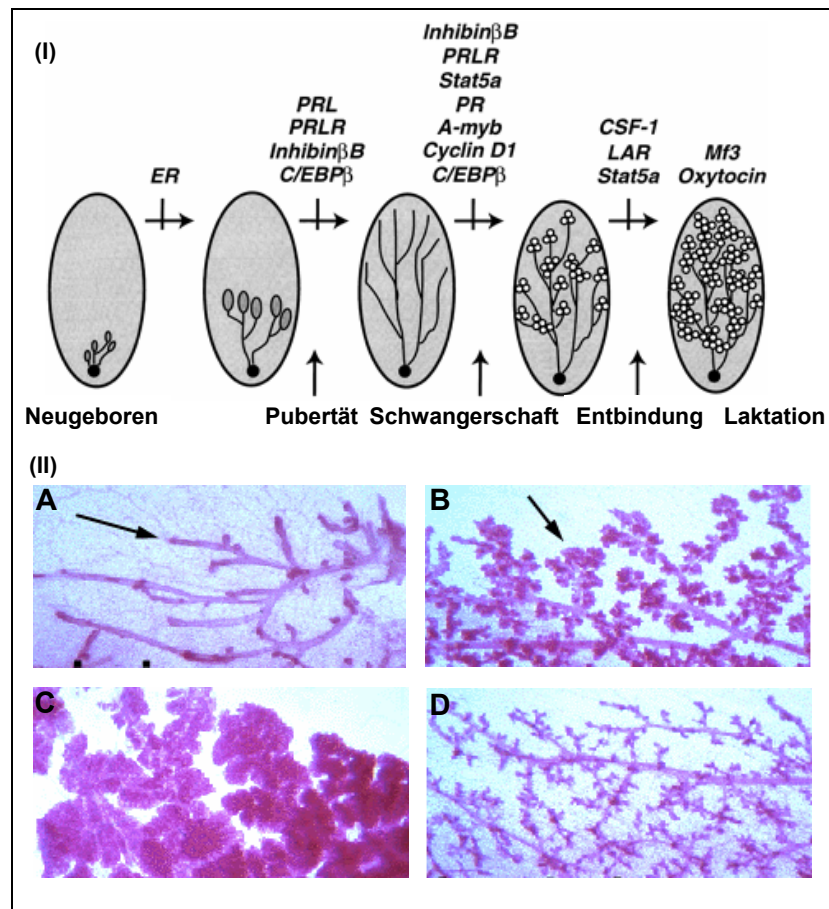 (I)
ER
PRL
PRLR
InhibinβB
C/EBPβ
InhibinβB
PRLR
Stat5a
PR
A-myb
Cyclin D1
C/EBPβ
CSF-1
LAR
Stat5a
Mf3
Oxytocin
Neugeboren Pubertät Schwangerschaft Entbindung Laktation
(II)
A
B
C
D